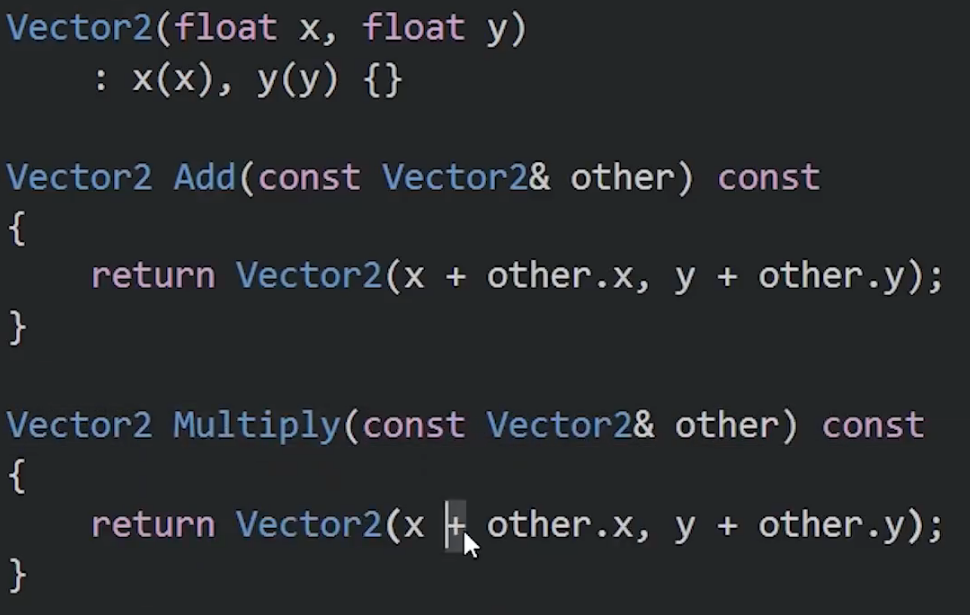 Vector2(float x, float y)
    : x(x), y(y) {}
Vector2 Add(const Vector2& other) const
{
    return Vector2(x + other.x, y + other.y);
}
Vector2 Multiply(const Vector2& other) const
{
    return Vector2(x + other.x, y + other.y);
}